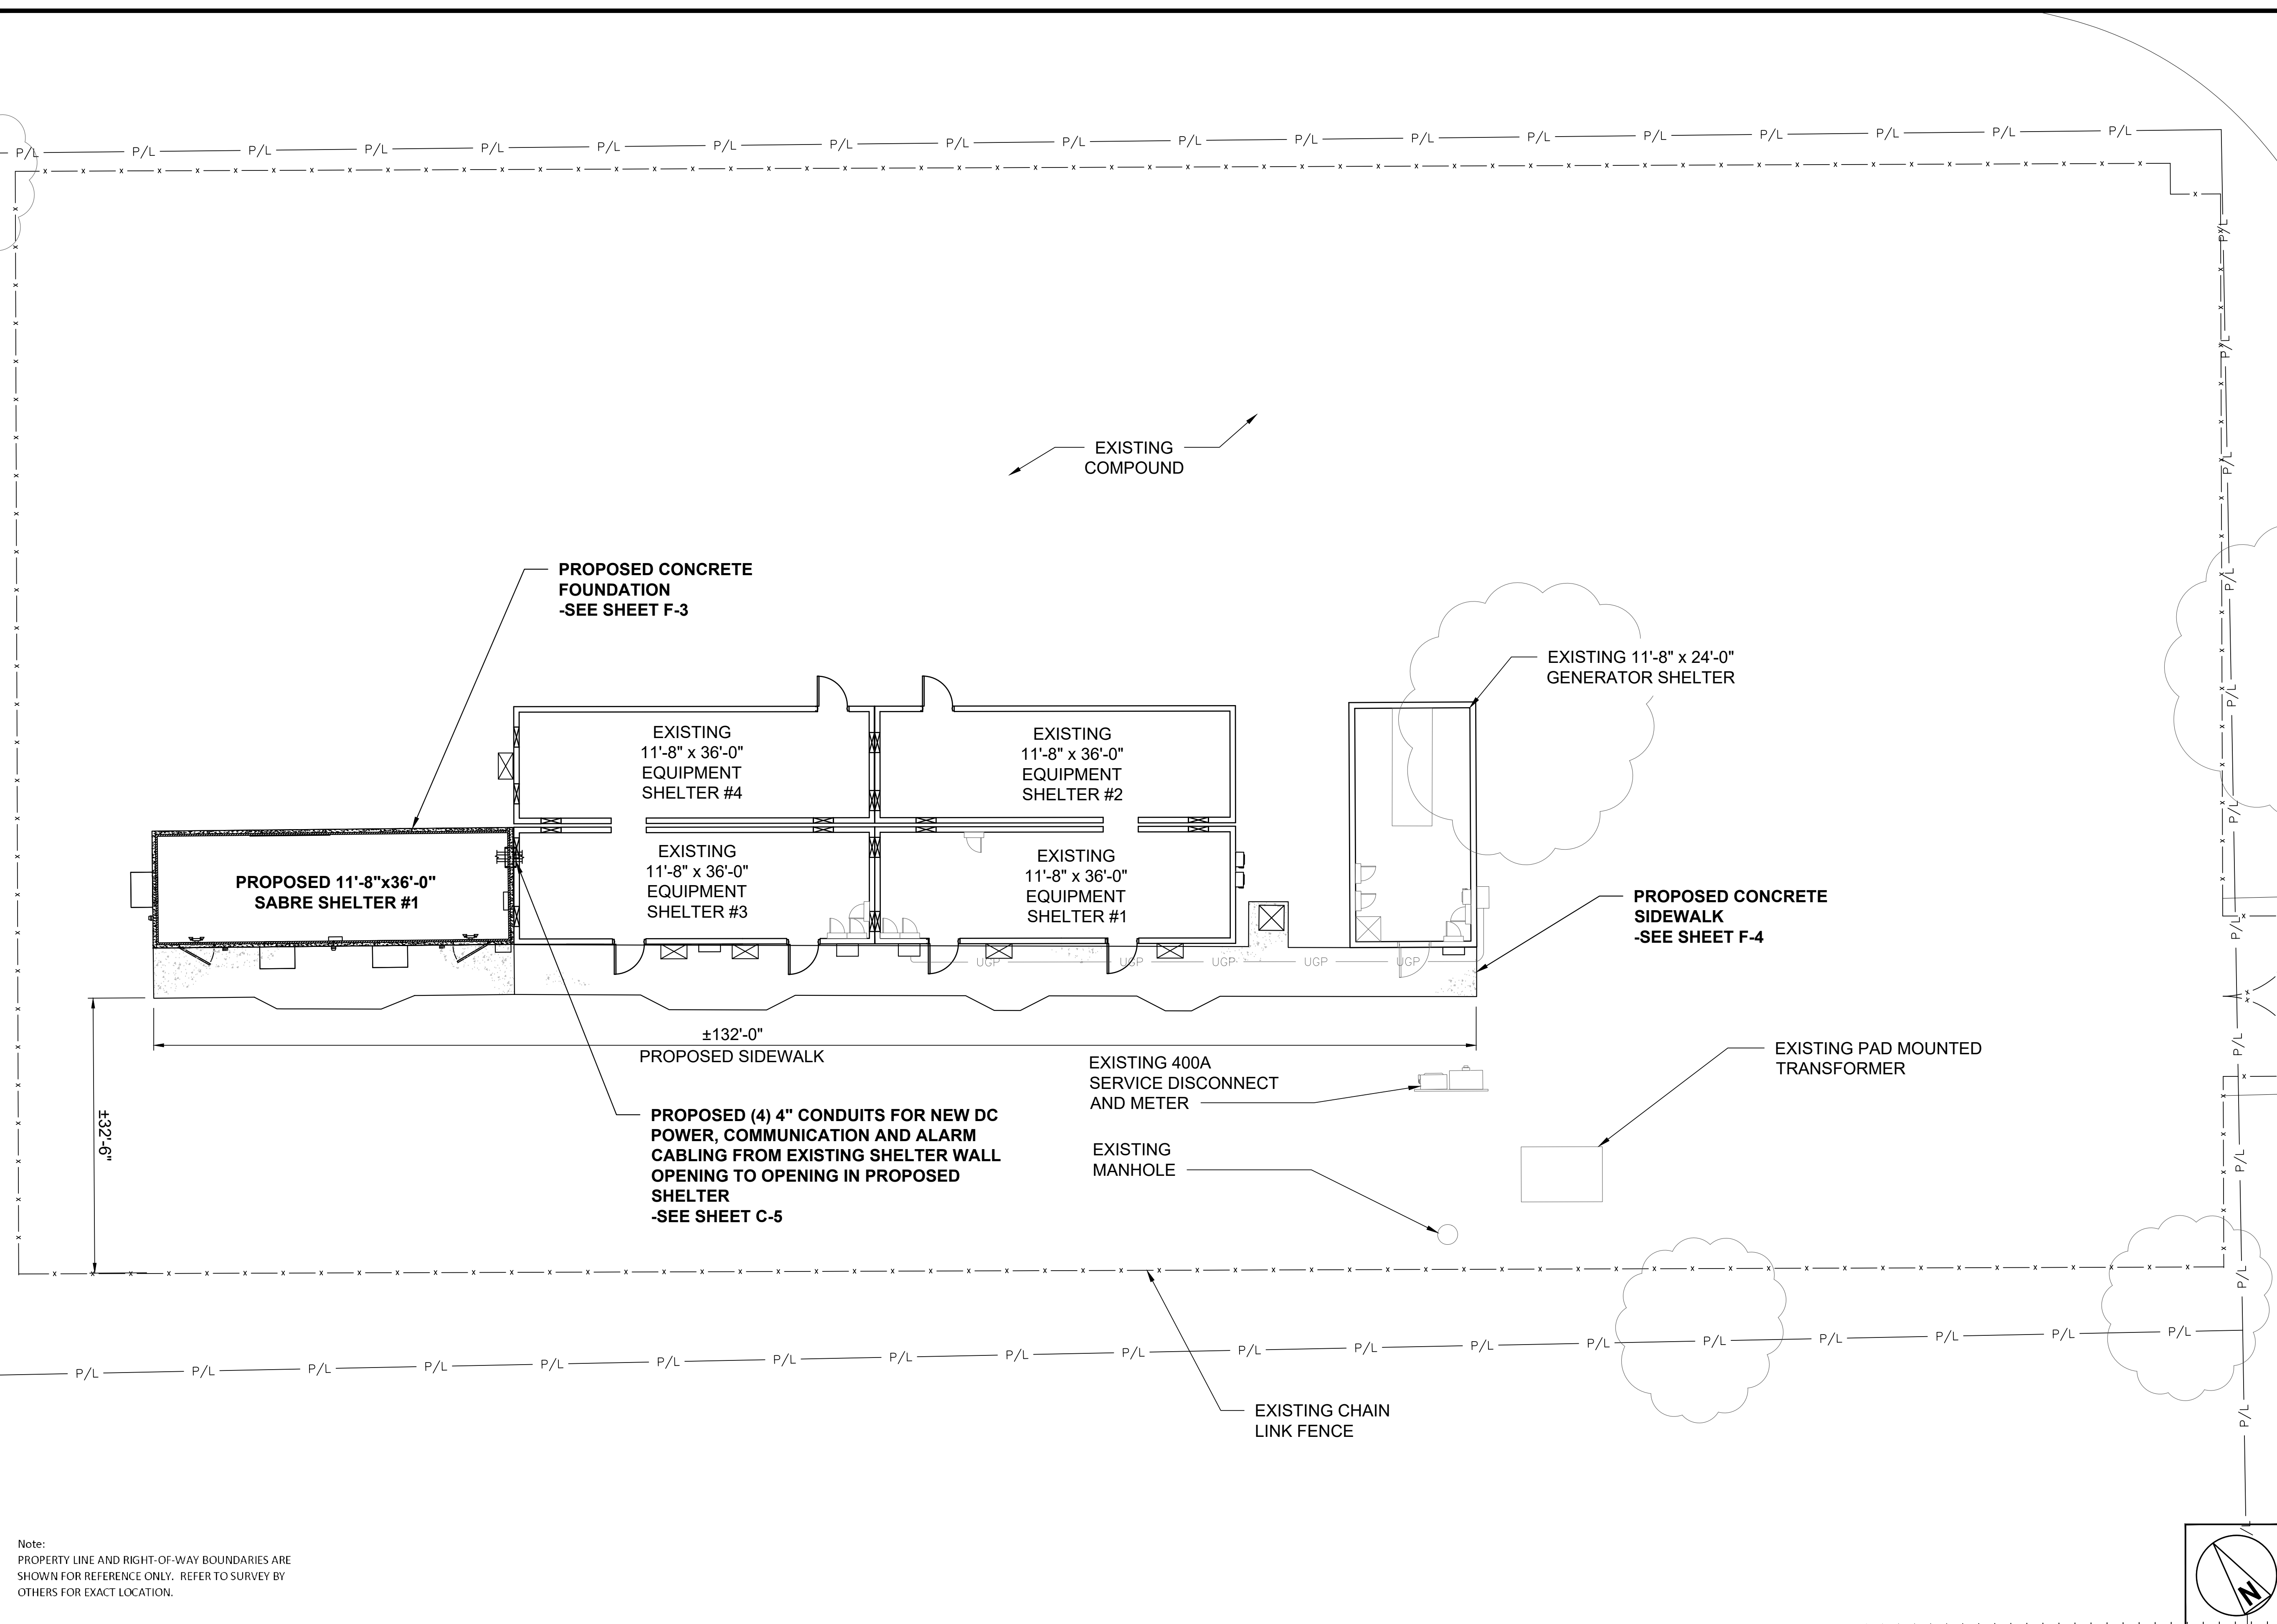 P/L P/L P/L P/L P/L P/L P/L P/L P/L P/L P/L P/L P/L P/L P/L P/L P/L P/L P/L
EXISTING
COMPOUND
PROPOSED CONCRETE
FOUNDATION
-SEE SHEET F-3
EXISTING 11'-8" x 24'-0"
GENERATOR SHELTER
EXISTING
11'-8" x 36'-0"
EQUIPMENT
SHELTER #4
EXISTING
11'-8" x 36'-0"
EQUIPMENT
SHELTER #2
PROPOSED 11'-8"x36'-0"
SABRE SHELTER #1
EXISTING
11'-8" x 36'-0"
EQUIPMENT
SHELTER #3
EXISTING
11'-8" x 36'-0"
EQUIPMENT
SHELTER #1
PROPOSED CONCRETE
SIDEWALK
-SEE SHEET F-4
UGP UGP UGP UGP UGP
±132'-0"
PROPOSED SIDEWALK
±32'-6"
EXISTING 400A
SERVICE DISCONNECT
AND METER
EXISTING PAD MOUNTED
TRANSFORMER
PROPOSED (4) 4" CONDUITS FOR NEW DC
POWER, COMMUNICATION AND ALARM
CABLING FROM EXISTING SHELTER WALL
OPENING TO OPENING IN PROPOSED
SHELTER
-SEE SHEET C-5
EXISTING
MANHOLE
P/L P/L P/L P/L P/L P/L P/L P/L P/L P/L P/L P/L P/L P/L P/L P/L P/L P/L P/L
EXISTING CHAIN
LINK FENCE
P/L
P/L
P/L
P/L
P/L
P/L
P/L
P/L
P/L
P/L
P/L
Note:
PROPERTY LINE AND RIGHT-OF-WAY BOUNDARIES ARE
SHOWN FOR REFERENCE ONLY. REFER TO SURVEY BY
OTHERS FOR EXACT LOCATION.
N